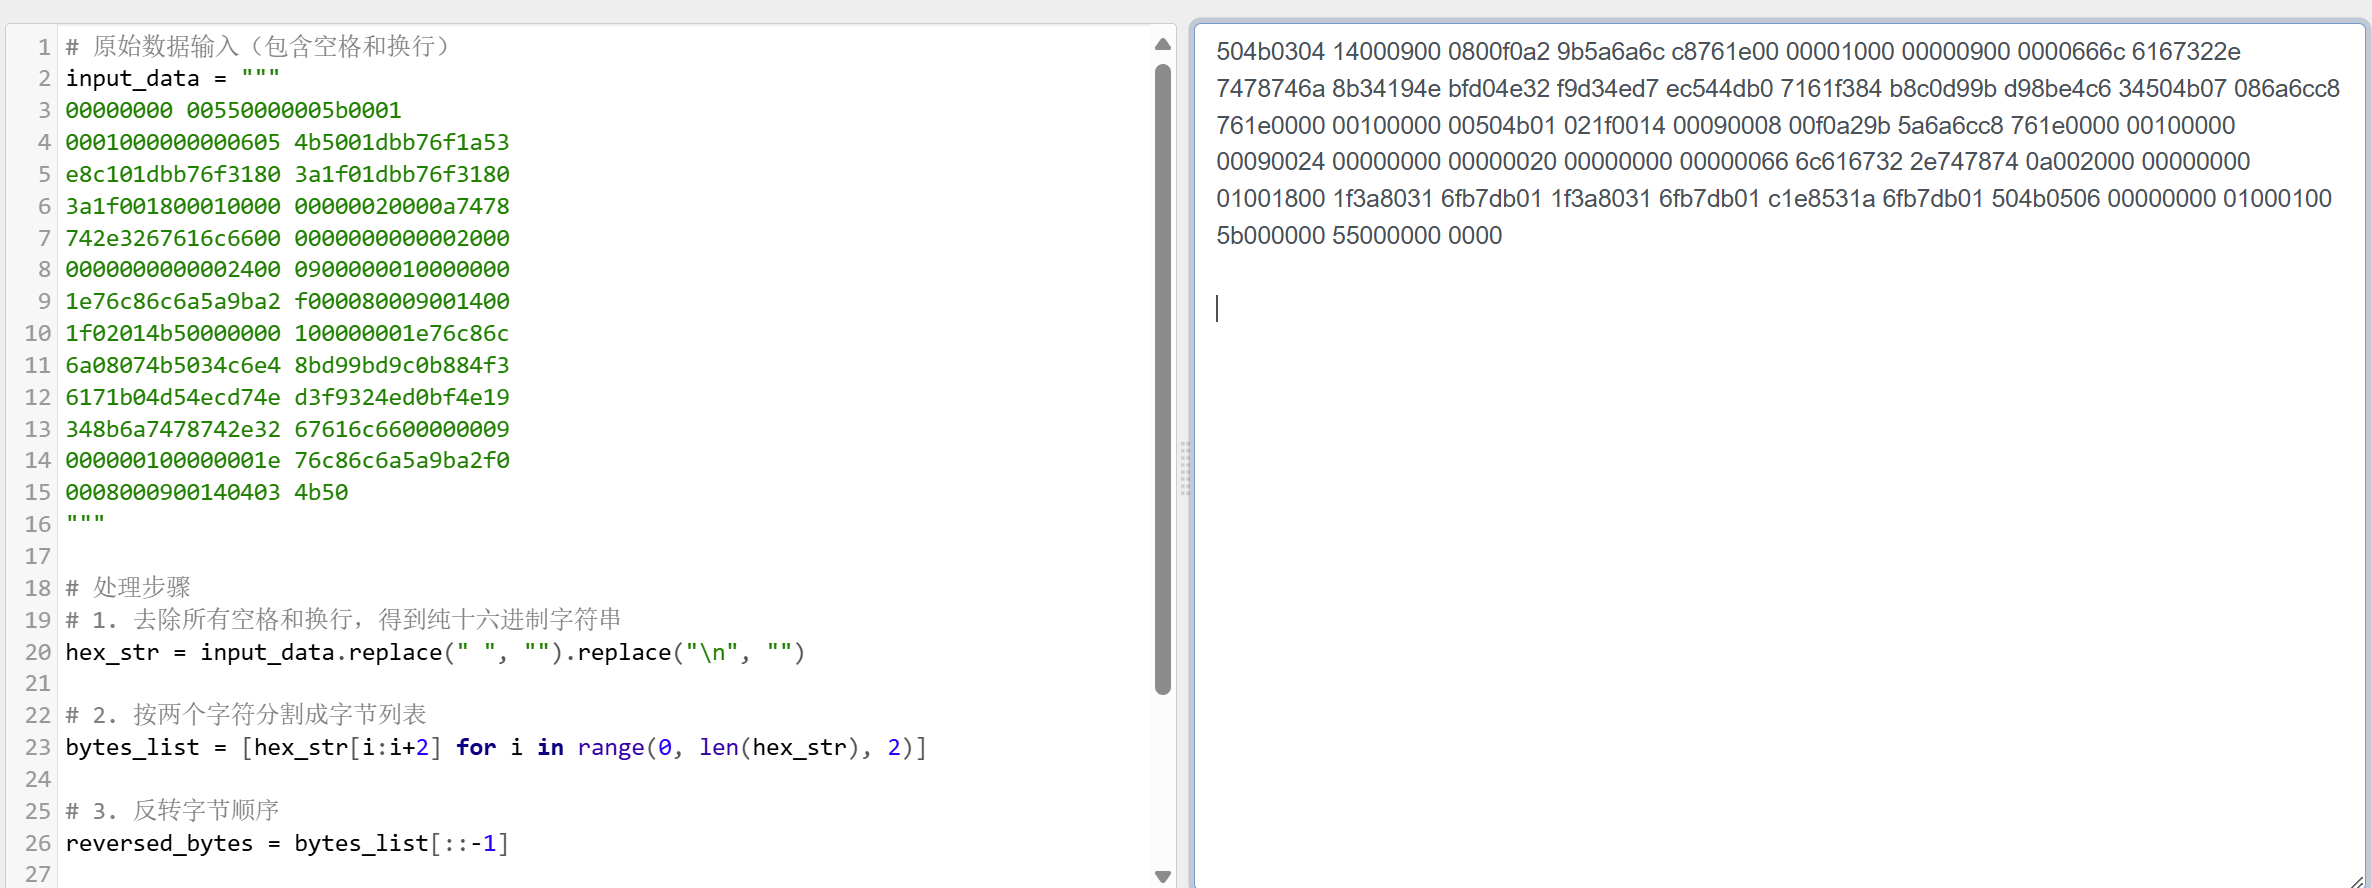 1 # 原始数据输入（包含空格和换行）
2 input_data = """
3 00000000 00550000005b0001
4 0001000000000605 4b5001dbb76f1a53
5 e8c101dbb76f3180 3a1f01dbb76f3180
6 3a1f001800010000 00000020000a7478
7 742e3267616c6600 0000000000002000
8 0000000000002400 0900000010000000
9 1e76c86c6a5a9ba2 f000080009001400
10 1f02014b50000000 100000001e76c86c
11 6a08074b5034c6e4 8bd99bd9c0b884f3
12 6171b04d54ecd74e d3f9324ed0bf4e19
13 348b6a7478742e32 67616c6600000009
14 000000100000001e 76c86c6a5a9ba2f0
15 0008000900140403 4b50
16 """
17
18 # 处理步骤
19 # 1. 去除所有空格和换行，得到纯十六进制字符串
20 hex_str = input_data.replace(" ", "").replace("\n", "")
21
22 # 2. 按两个字符分割成字节列表
23 bytes_list = [hex_str[i:i+2] for i in range(0, len(hex_str), 2)]
24
25 # 3. 反转字节顺序
26 reversed_bytes = bytes_list[::-1]
27
504b0304 14000900 0800f0a2 9b5a6a6c c8761e00 00001000 00000900 0000666c 6167322e
7478746a 8b34194e bfd04e32 f9d34ed7 ec544db0 7161f384 b8c0d99b d98be4c6 34504b07 086a6cc8
761e0000 00100000 00504b01 021f0014 00090008 00f0a29b 5a6a6cc8 761e0000 00100000
00090024 00000000 00000020 00000000 00000066 6c616732 2e747874 0a002000 00000000
01001800 1f3a8031 6fb7db01 1f3a8031 6fb7db01 c1e8531a 6fb7db01 504b0506 00000000 01000100
5b000000 55000000 0000